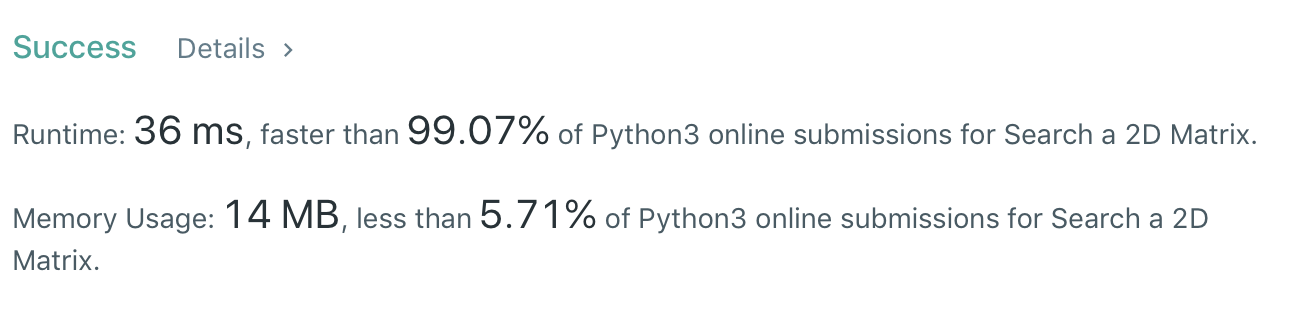 Success Details >
Runtime: 36 ms, faster than 99.07% of Python3 online submissions for Search a 2D Matrix.
Memory Usage: 14 MB, less than 5.71% of Python3 online submissions for Search a 2D
Matrix.